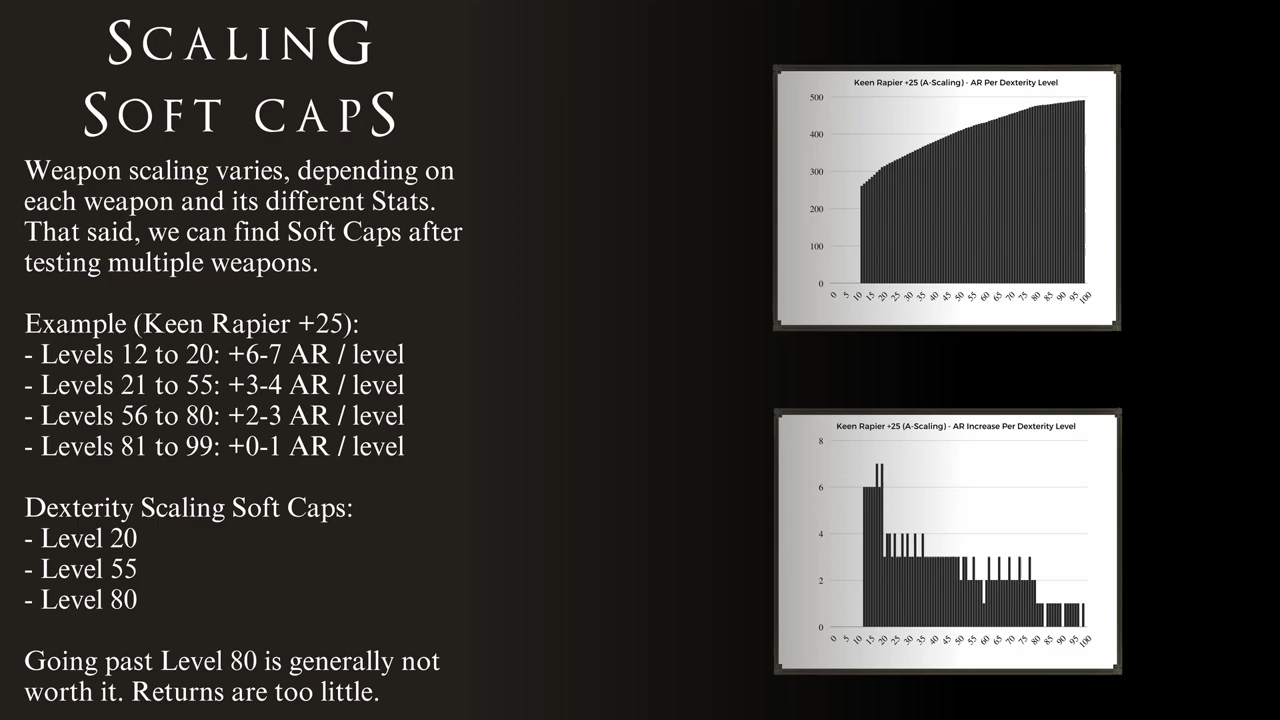 SCALING
SOFT CAPS
Weapon scaling varies, depending on
each weapon and its different Stats.
That said, we can find Soft Caps after
testing multiple weapons.
Example (Keen Rapier +25):
- Levels 12 to 20: +6-7 AR / level
- Levels 21 to 55: +3-4 AR / level
- Levels 56 to 80: +2-3 AR / level
- Levels 81 to 99: +0-1 AR / level
Dexterity Scaling Soft Caps:
- Level 20
- Level 55
- Level 80
Going past Level 80 is generally not
worth it. Returns are too little.
Keen Rapier +25 (A-Scaling) - AR Per Dexterity Level
500
400
300
200
100
0
0 5 10 15 20 25 30 35 40 45 50 55 60 65 70 75 80 85 90 95 100
Keen Rapier +25 (A-Scaling) - AR Increase Per Dexterity Level
8
6
4
2
0
0 5 10 15 20 25 30 35 40 45 50 55 60 65 70 75 80 85 90 95 100